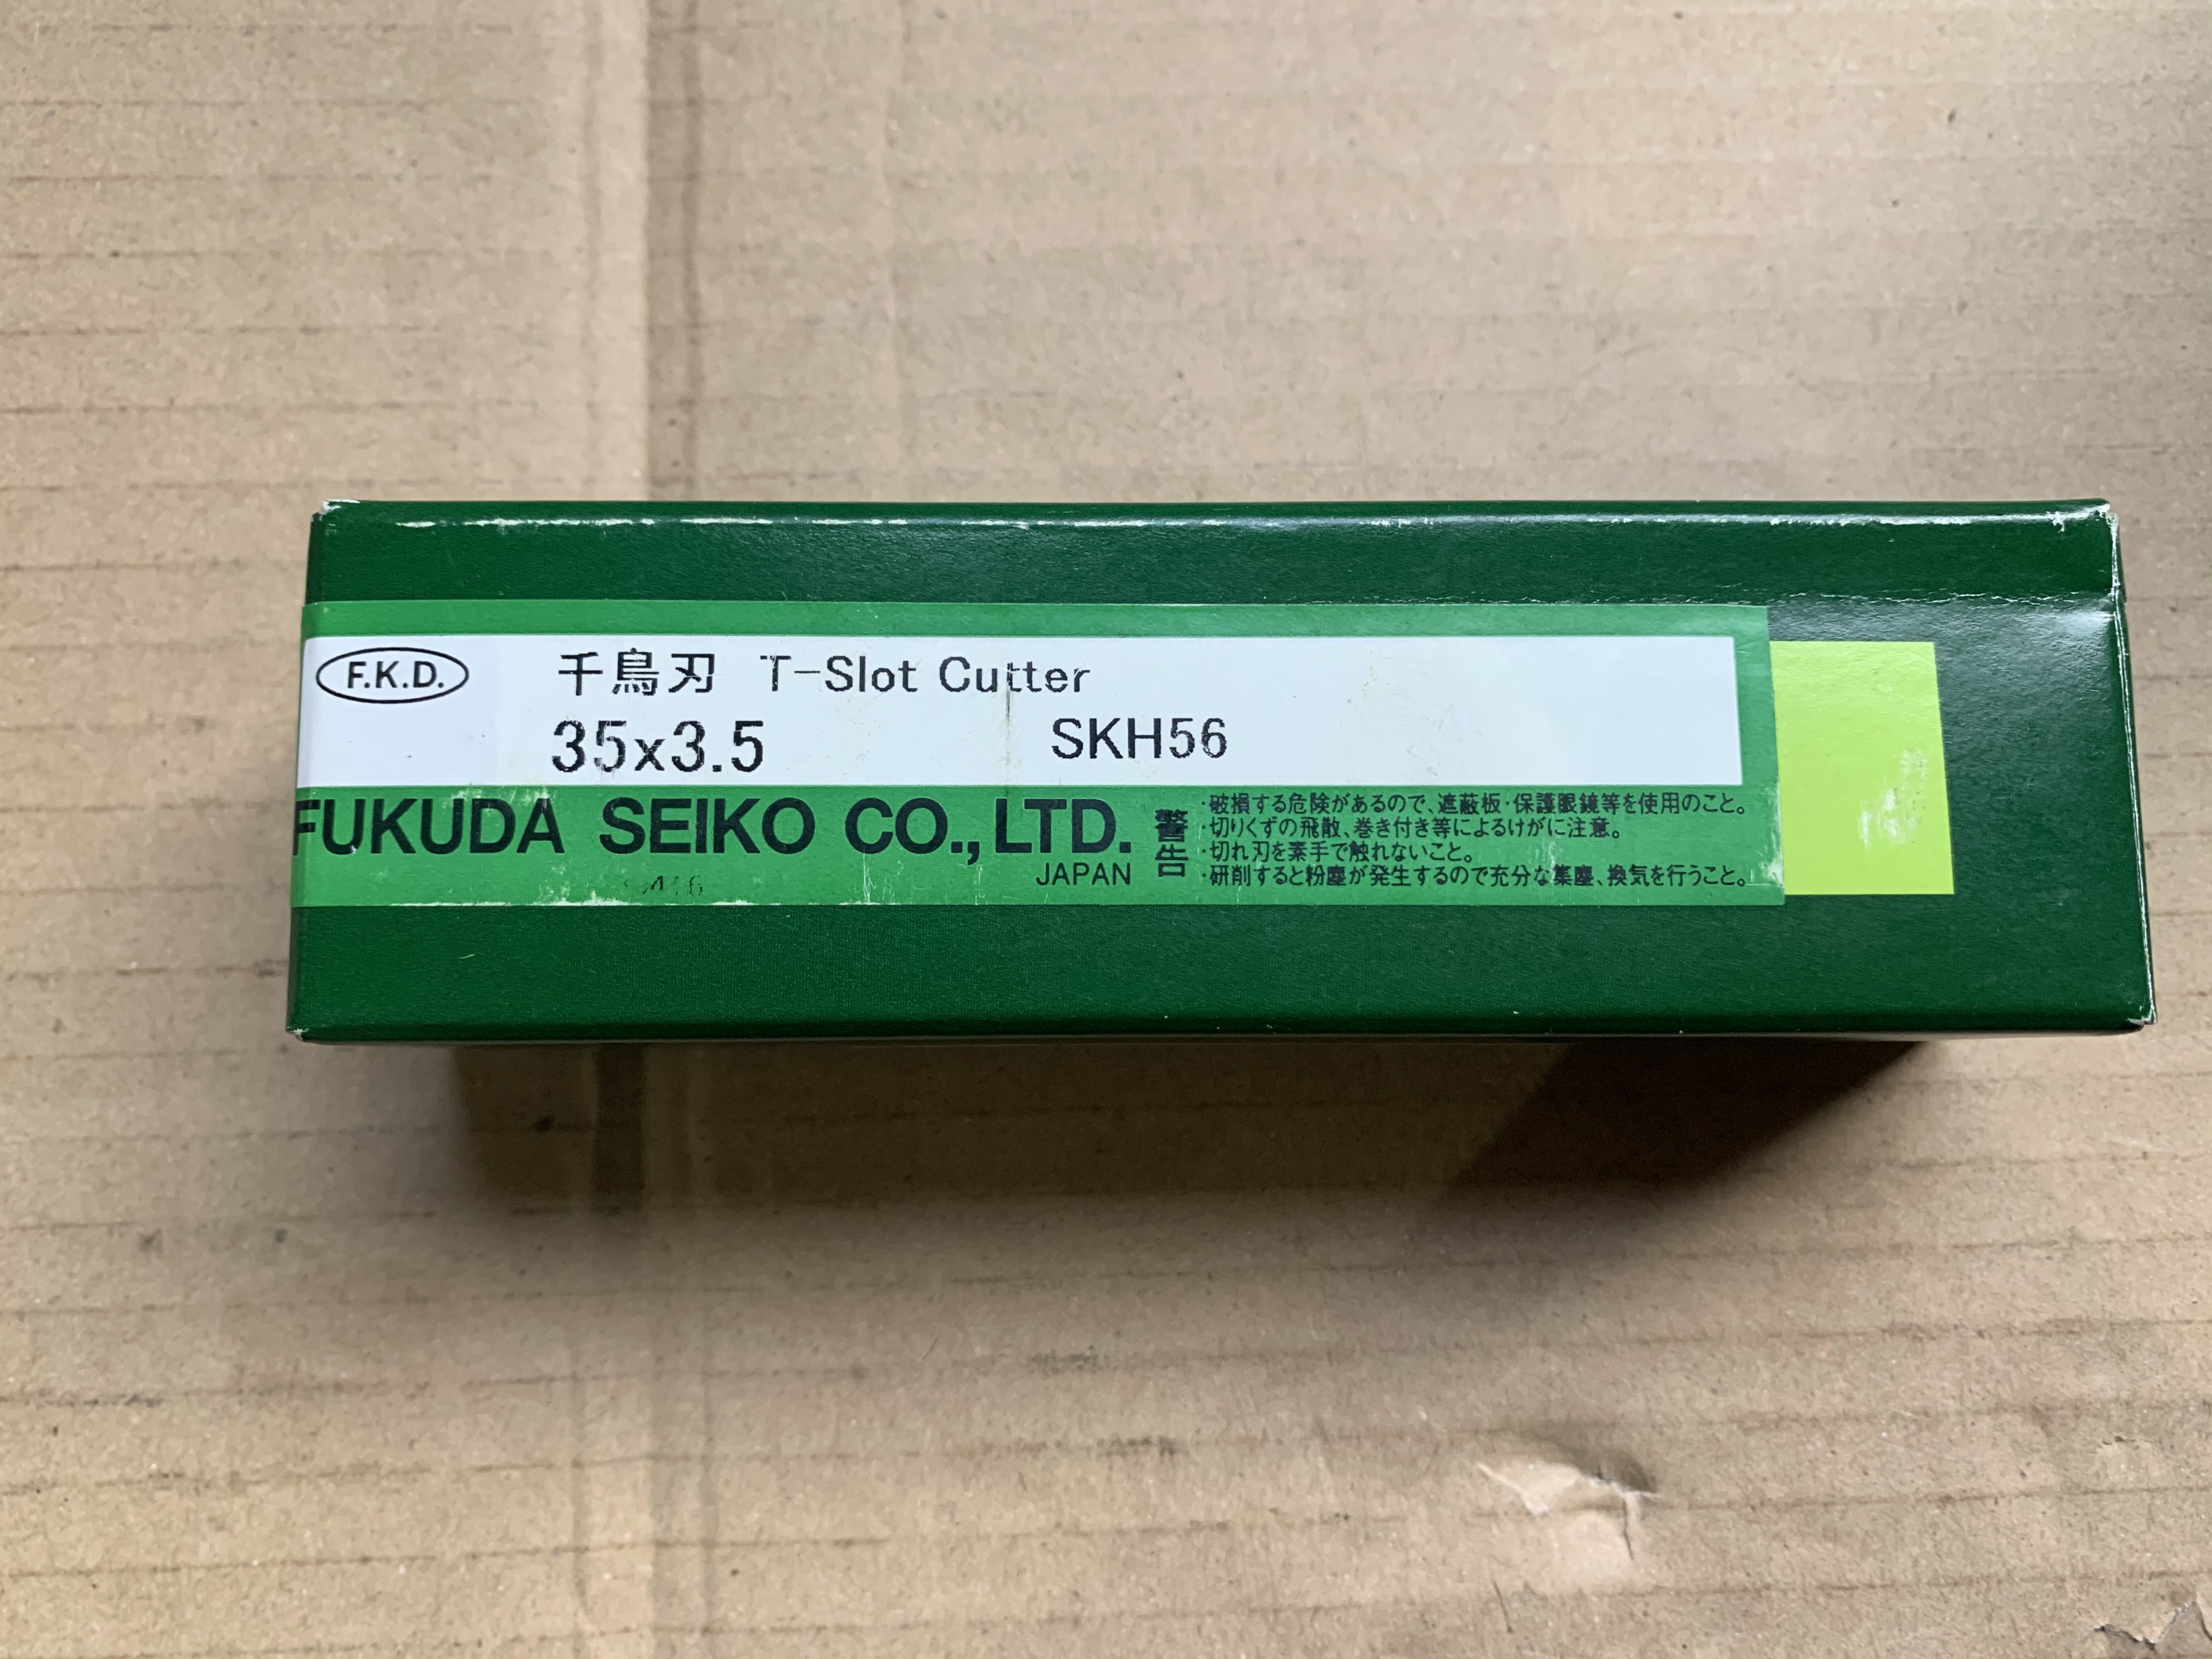 F.K.D.
千鳥刃 T-Slot Cutter
35x3.5 SKH56
FUKUDA SEIKO CO., LTD.
JAPAN
警告
・破損する危険があるので、遮蔽板・保護眼鏡等を使用のこと。
・切りくずの飛散、巻き付き等によるけがに注意。
・切れ刃を素手で触れないこと。
・研削すると粉塵が発生するので充分な集塵、換気を行うこと。